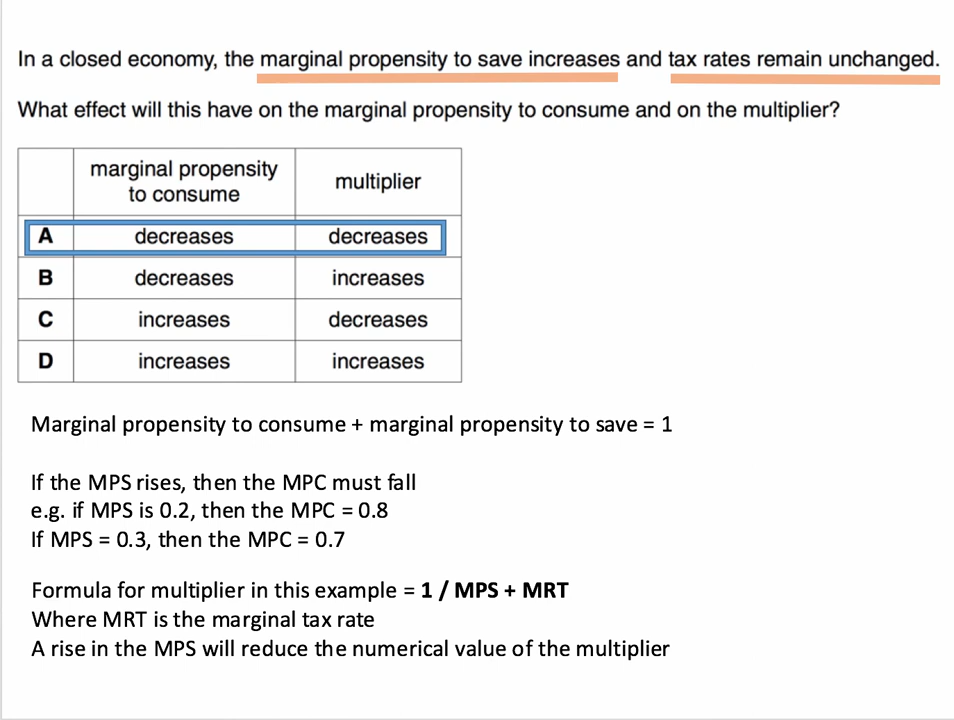 In a closed economy, the marginal propensity to save increases and tax rates remain unchanged.
What effect will this have on the marginal propensity to consume and on the multiplier?
marginal propensity
to consume
multiplier
A decreases decreases
B decreases increases
C increases decreases
D increases increases
Marginal propensity to consume + marginal propensity to save = 1
If the MPS rises, then the MPC must fall
e.g. if MPS is 0.2, then the MPC = 0.8
If MPS = 0.3, then the MPC = 0.7
Formula for multiplier in this example = 1 / MPS + MRT
Where MRT is the marginal tax rate
A rise in the MPS will reduce the numerical value of the multiplier